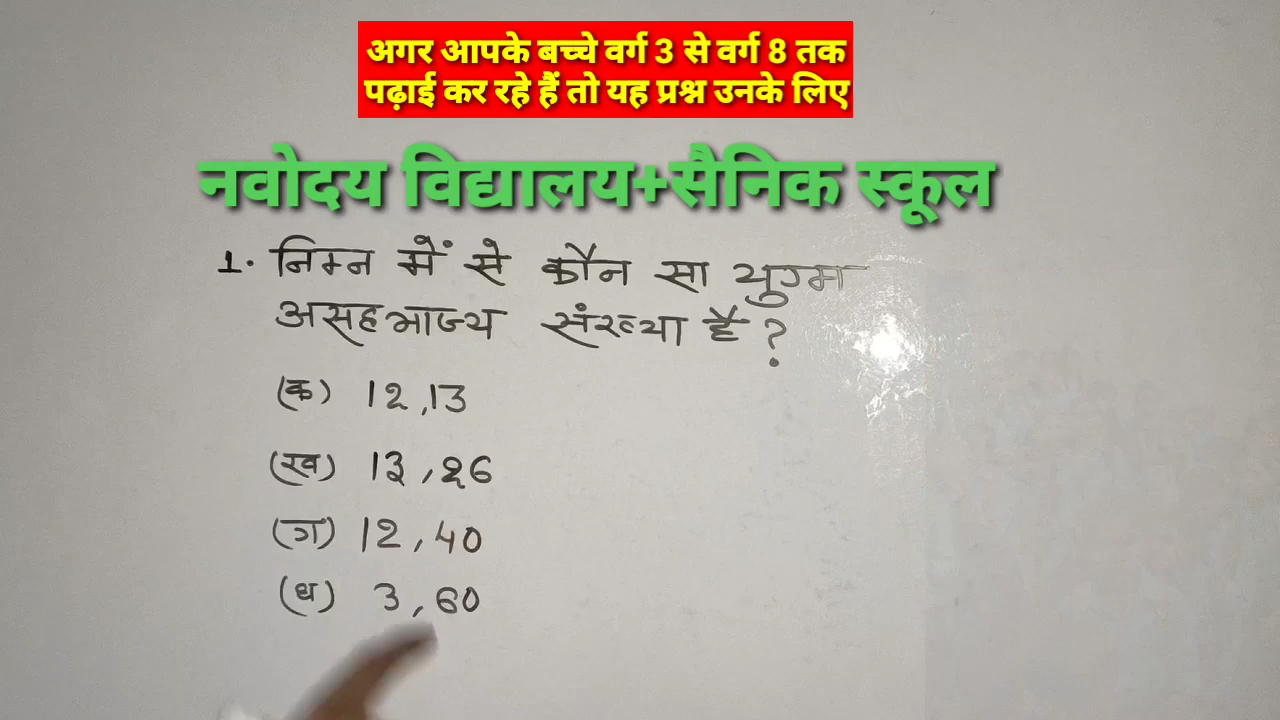 अगर आपके बच्चे वर्ग 3 से वर्ग 8 तक
पढ़ाई कर रहे हैं तो यह प्रश्न उनके लिए
नवोदय विद्यालय+सैनिक स्कूल
1. निम्न में से कौन सा युग्म
असहभाज्य संख्या है?
(क) 12,13
(ख) 13,26
(ग) 12,40
(घ) 3,60